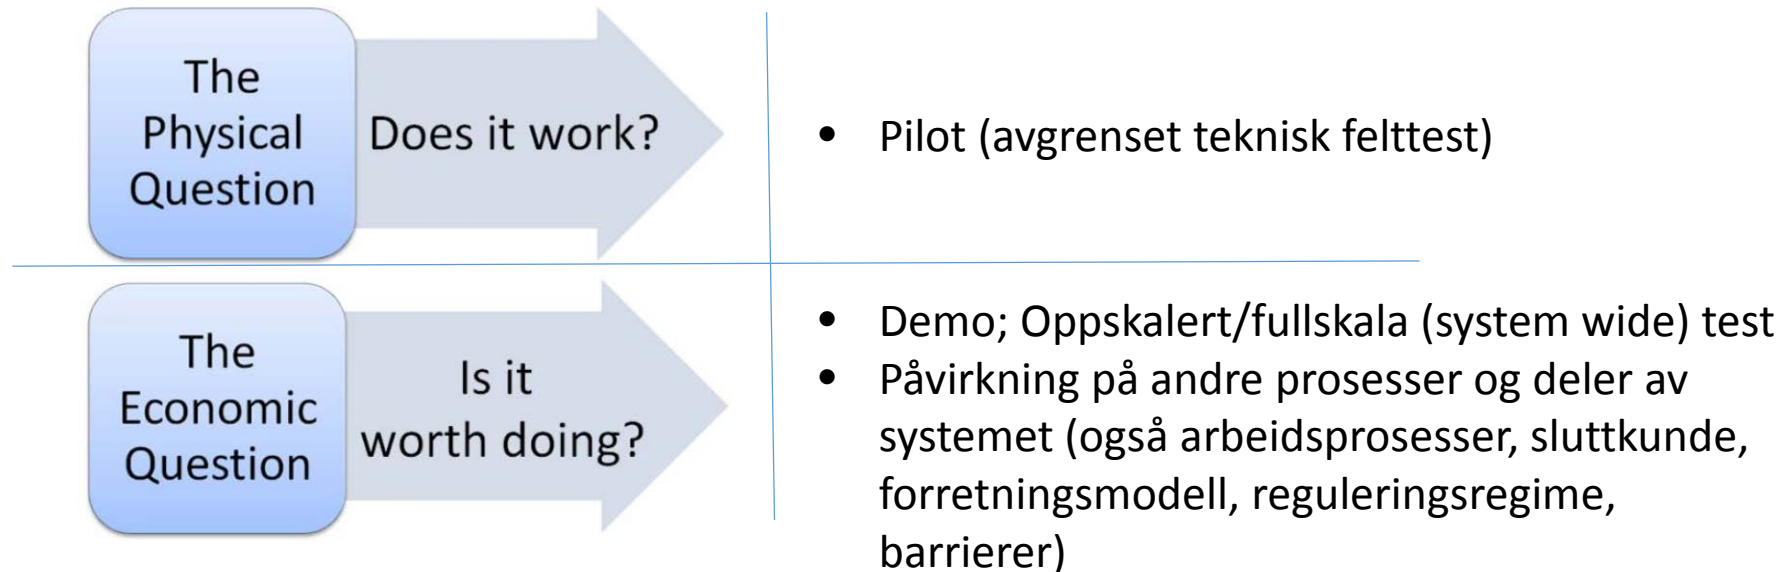 The
Physical
Question
Does it work?
• Pilot (avgrenset teknisk felttest)
The
Economic
Question
Is it
worth doing?
• Demo; Oppskalert/fullskala (system wide) test
• Påvirkning på andre prosesser og deler av
systemet (også arbeidsprosesser, sluttkunde,
forretningsmodell, reguleringsregime,
barrierer)